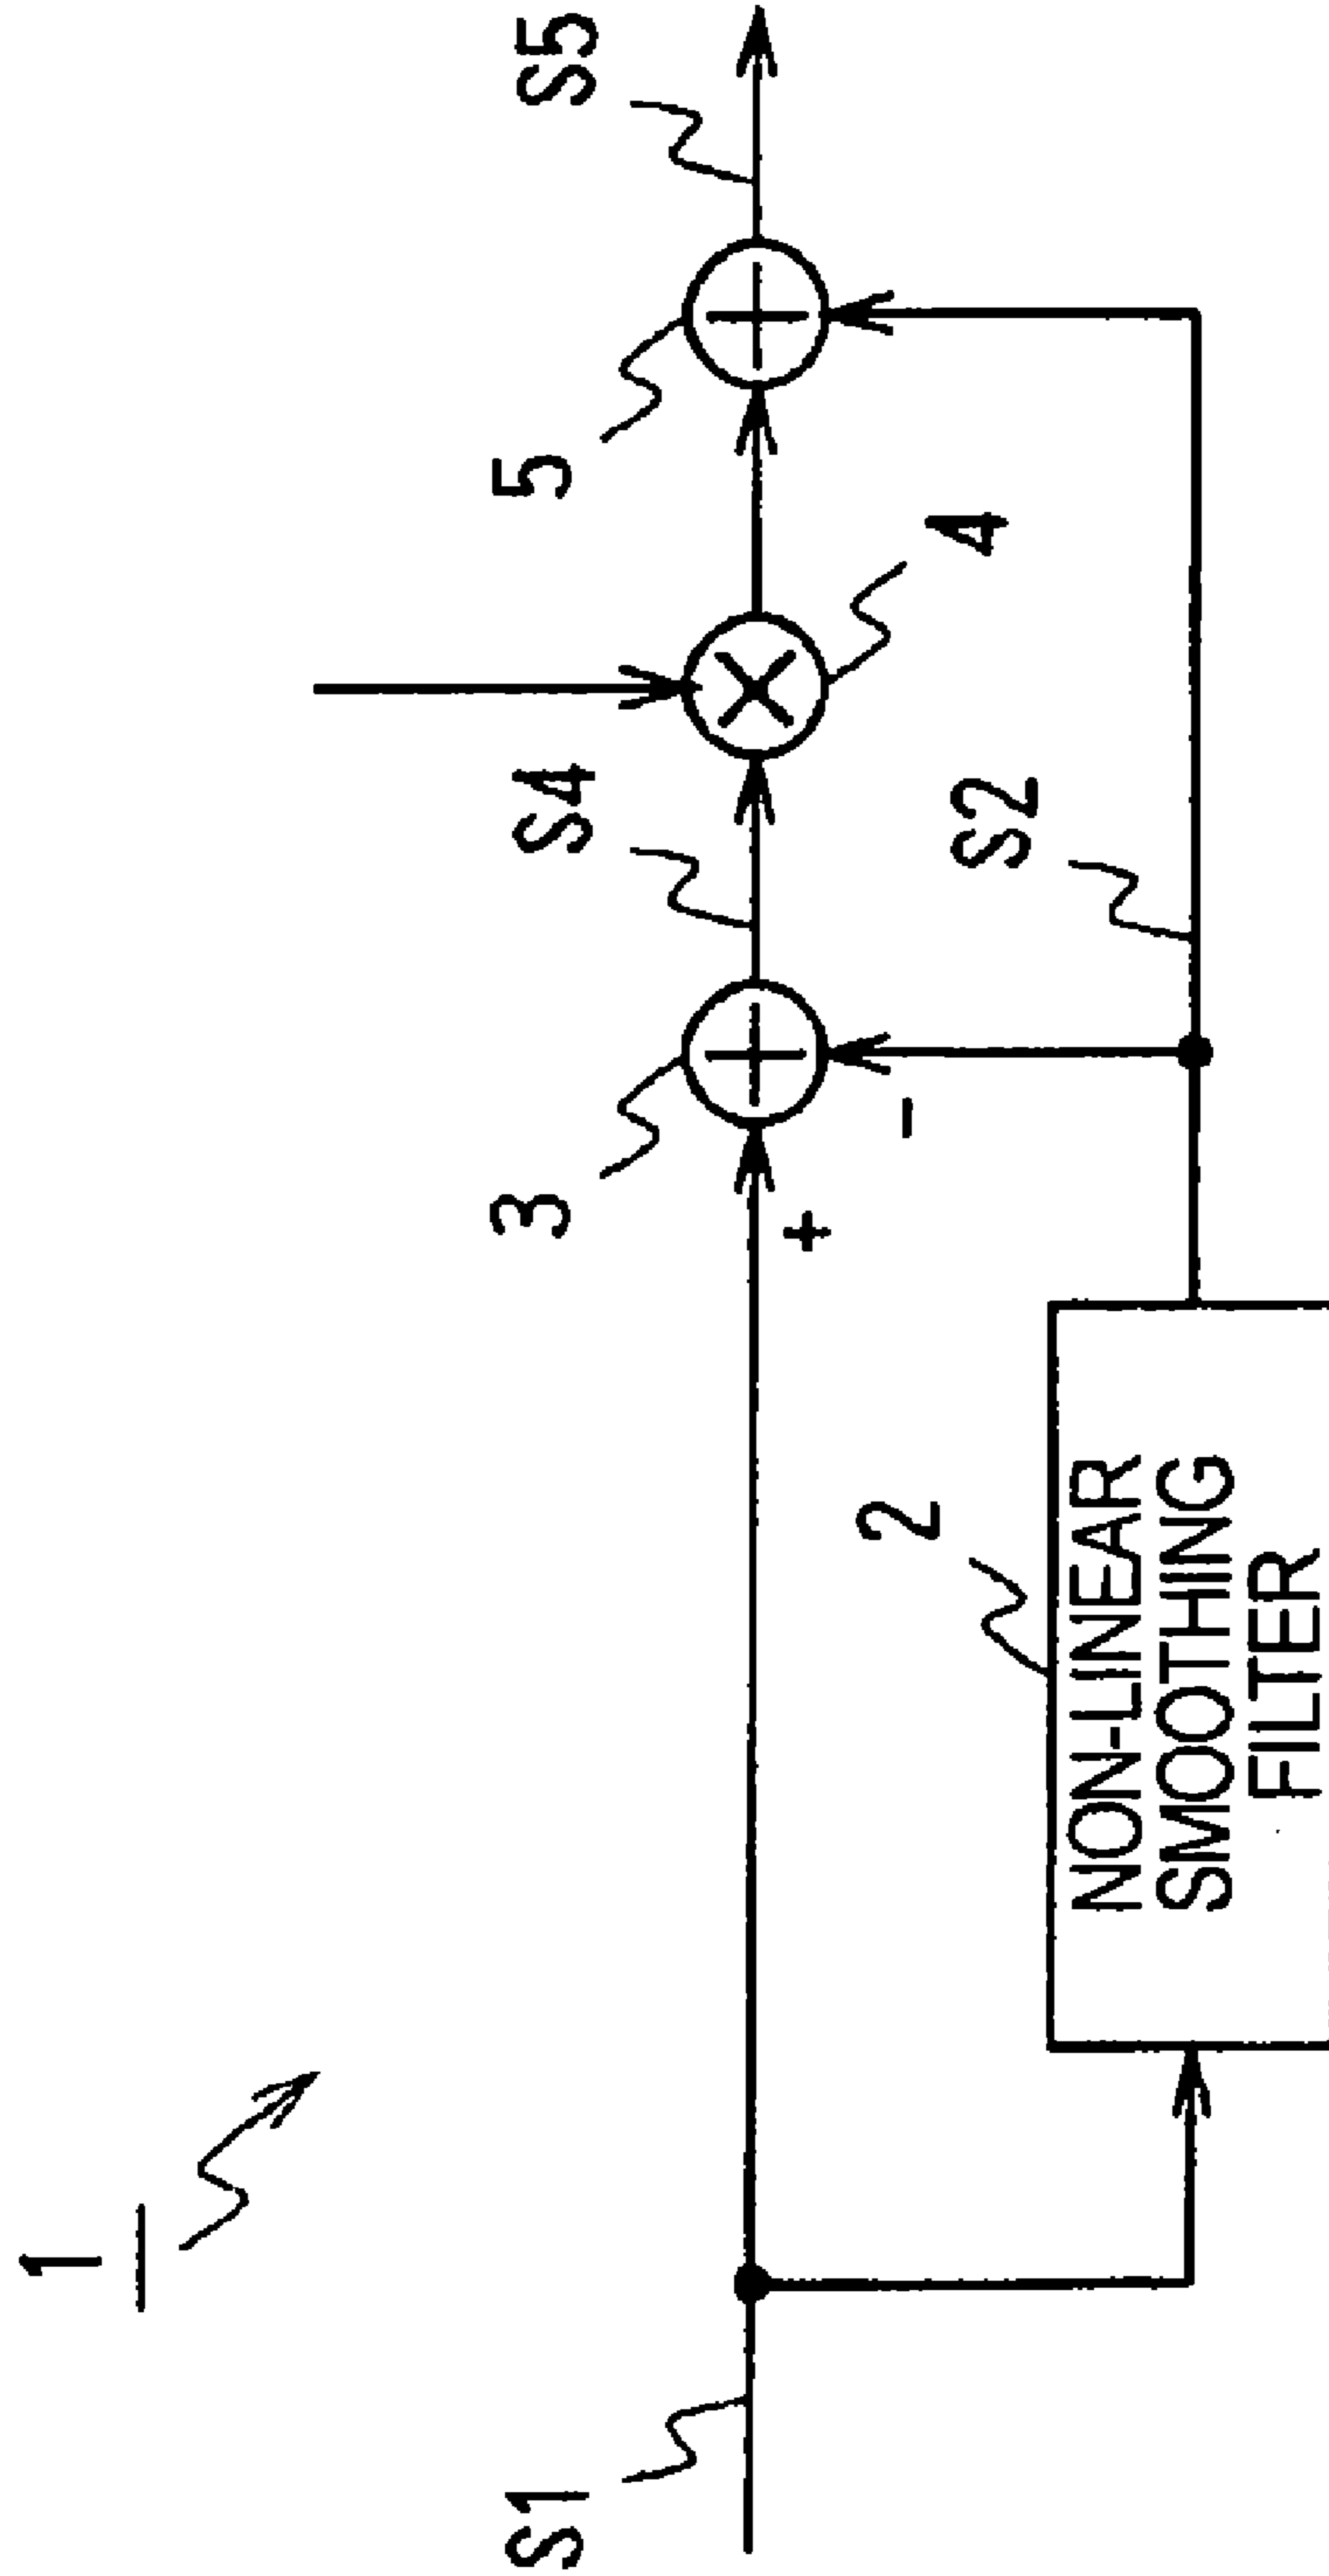 1
S1
2
NON-LINEAR
SMOOTHING
FILTER
3
+
-
S4
S2
4
5
S5